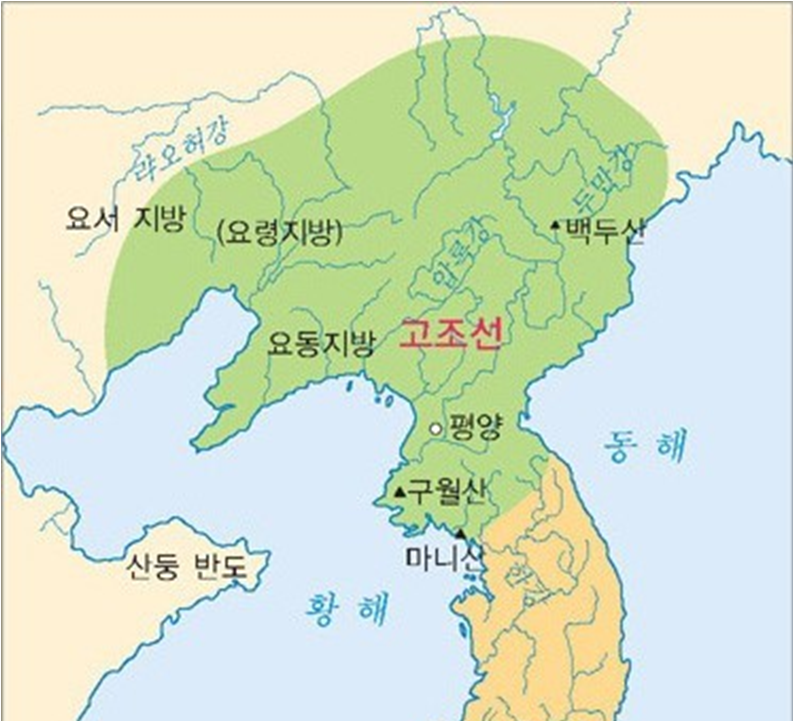 랴오허강
두만강
요서 지방
(요령지방)
백두산
압록강
요동지방
고조선
평양
동 해
구월산
마니산
산둥 반도
한강
황 해